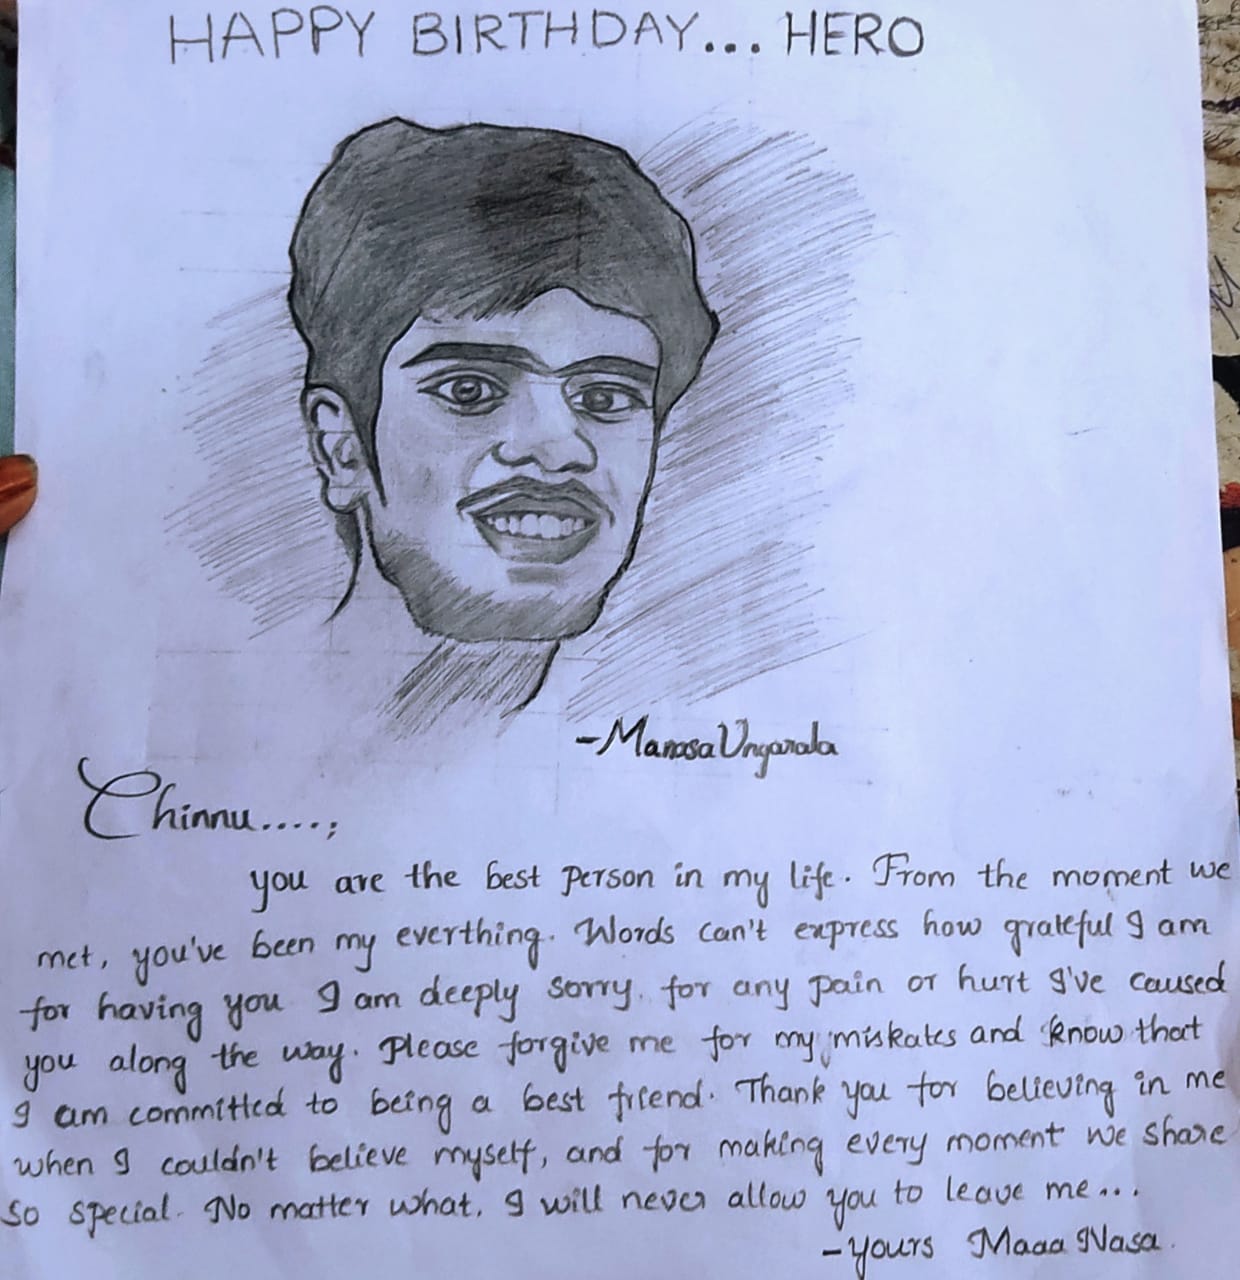 HAPPY BIRTHDAY... HERO
-Manasa Ungarala
Chinnu....;
you are the best person in my life. From the moment we
met, you've been my everthing. Words can't express how grateful I am
for having you I am deeply sorry. for any pain or hurt I've caused
you along the way. Please forgive me for my miskates and know that
I am committed to being a best friend. Thank you for believing in me
when I couldn't believe myself, and for making every moment we share
so special. No matter what, I will never allow you to leave me...
-yours Maaa Nasa.